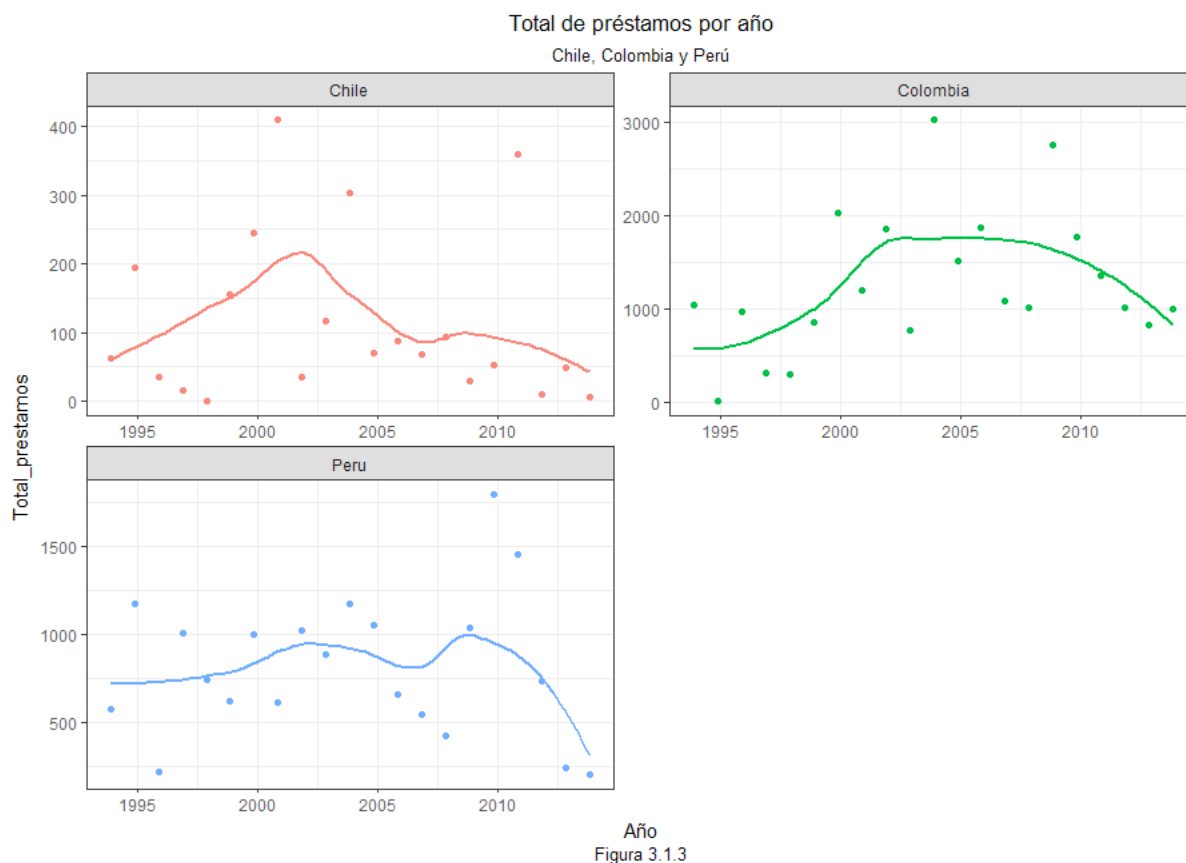 Total de préstamos por año
Chile, Colombia y Perú
Chile
Colombia
400
300
200
100
0
1995 2000 2005 2010
3000
2000
1000
0
1995 2000 2005 2010
Total_prestamos
Peru
1500
1000
500
1995 2000 2005 2010
Año
Figura 3.1.3